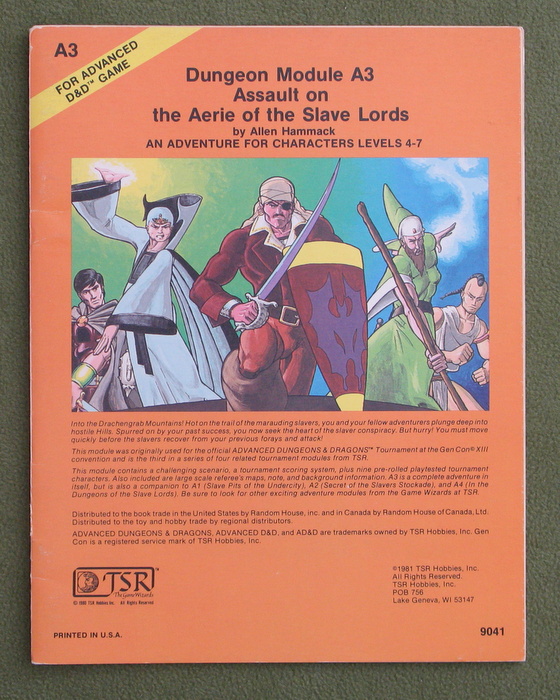 A3
FOR ADVANCED
D&D™ GAME
Dungeon Module A3
Assault on
the Aerie of the Slave Lords
by Allen Hammack
AN ADVENTURE FOR CHARACTERS LEVELS 4-7
Into the Drachengrab Mountains! Hot on the trail of the marauding slavers, you and your fellow adventurers plunge deep into
hostile Hills. Spurred on by your past success, you now seek the heart of the slave conspiracy. But hurry! You must move
quickly before the slavers recover from your previous forays and attack!
This module was originally used for the official ADVANCED DUNGEONS & DRAGONS™ Tournament at the Gen Con® XIII
convention and is the third in a series of four related tournament modules from TSR.
This module contains a challenging scenario, a tournament scoring system, plus nine pre-rolled playtested tournament
characters. Also included are large scale referee's maps, note, and background information. A3 is a complete adventure in
itself, but is also a companion to A1 (Slave Pits of the Undercity), A2 (Secret of the Slavers Stockade), and A4 (In the
Dungeons of the Slave Lords). Be sure to look for other exciting adventure modules from the Game Wizards at TSR.
Distributed to the book trade in the United States by Random House, Inc. and in Canada by Random House of Canada, Ltd.
Distributed to the toy and hobby trade by regional distributors.
ADVANCED DUNGEONS & DRAGONS, ADVANCED D&D, and AD&D are trademarks owned by TSR Hobbies, Inc. Gen
Con is a registered service mark of TSR Hobbies, Inc.
TSR™
The Game Wizards
© 1980 TSR Hobbies, Inc. All Rights Reserved
©1981 TSR Hobbies, Inc.
All Rights Reserved.
TSR Hobbies, Inc.
POB 756
Lake Geneva, WI 53147
PRINTED IN U.S.A.
9041